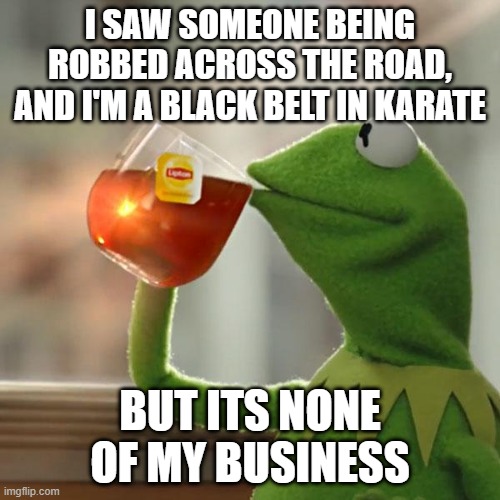 I SAW SOMEONE BEING
ROBBED ACROSS THE ROAD,
AND I'M A BLACK BELT IN KARATE
Lipton
BUT ITS NONE
OF MY BUSINESS
imgflip.com